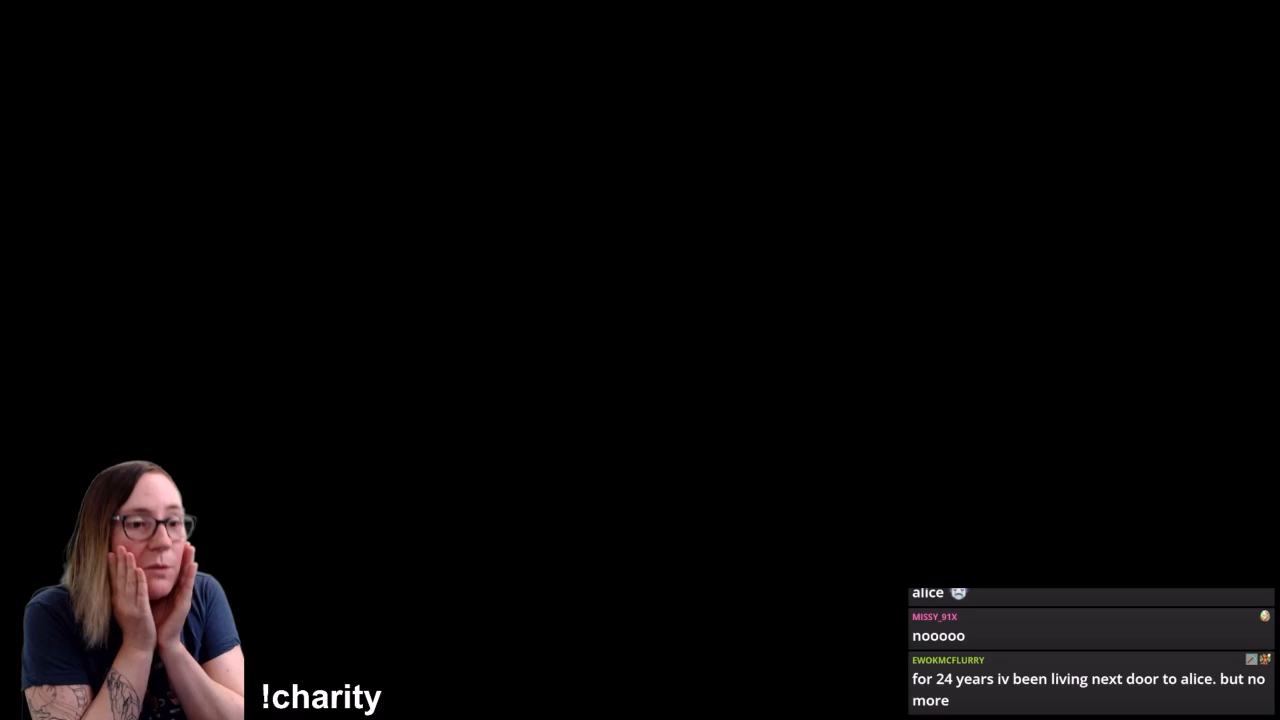 alice
MISSY_91X
nooooo
EWOKMCFLURRY
for 24 years iv been living next door to alice. but no
more
!charity